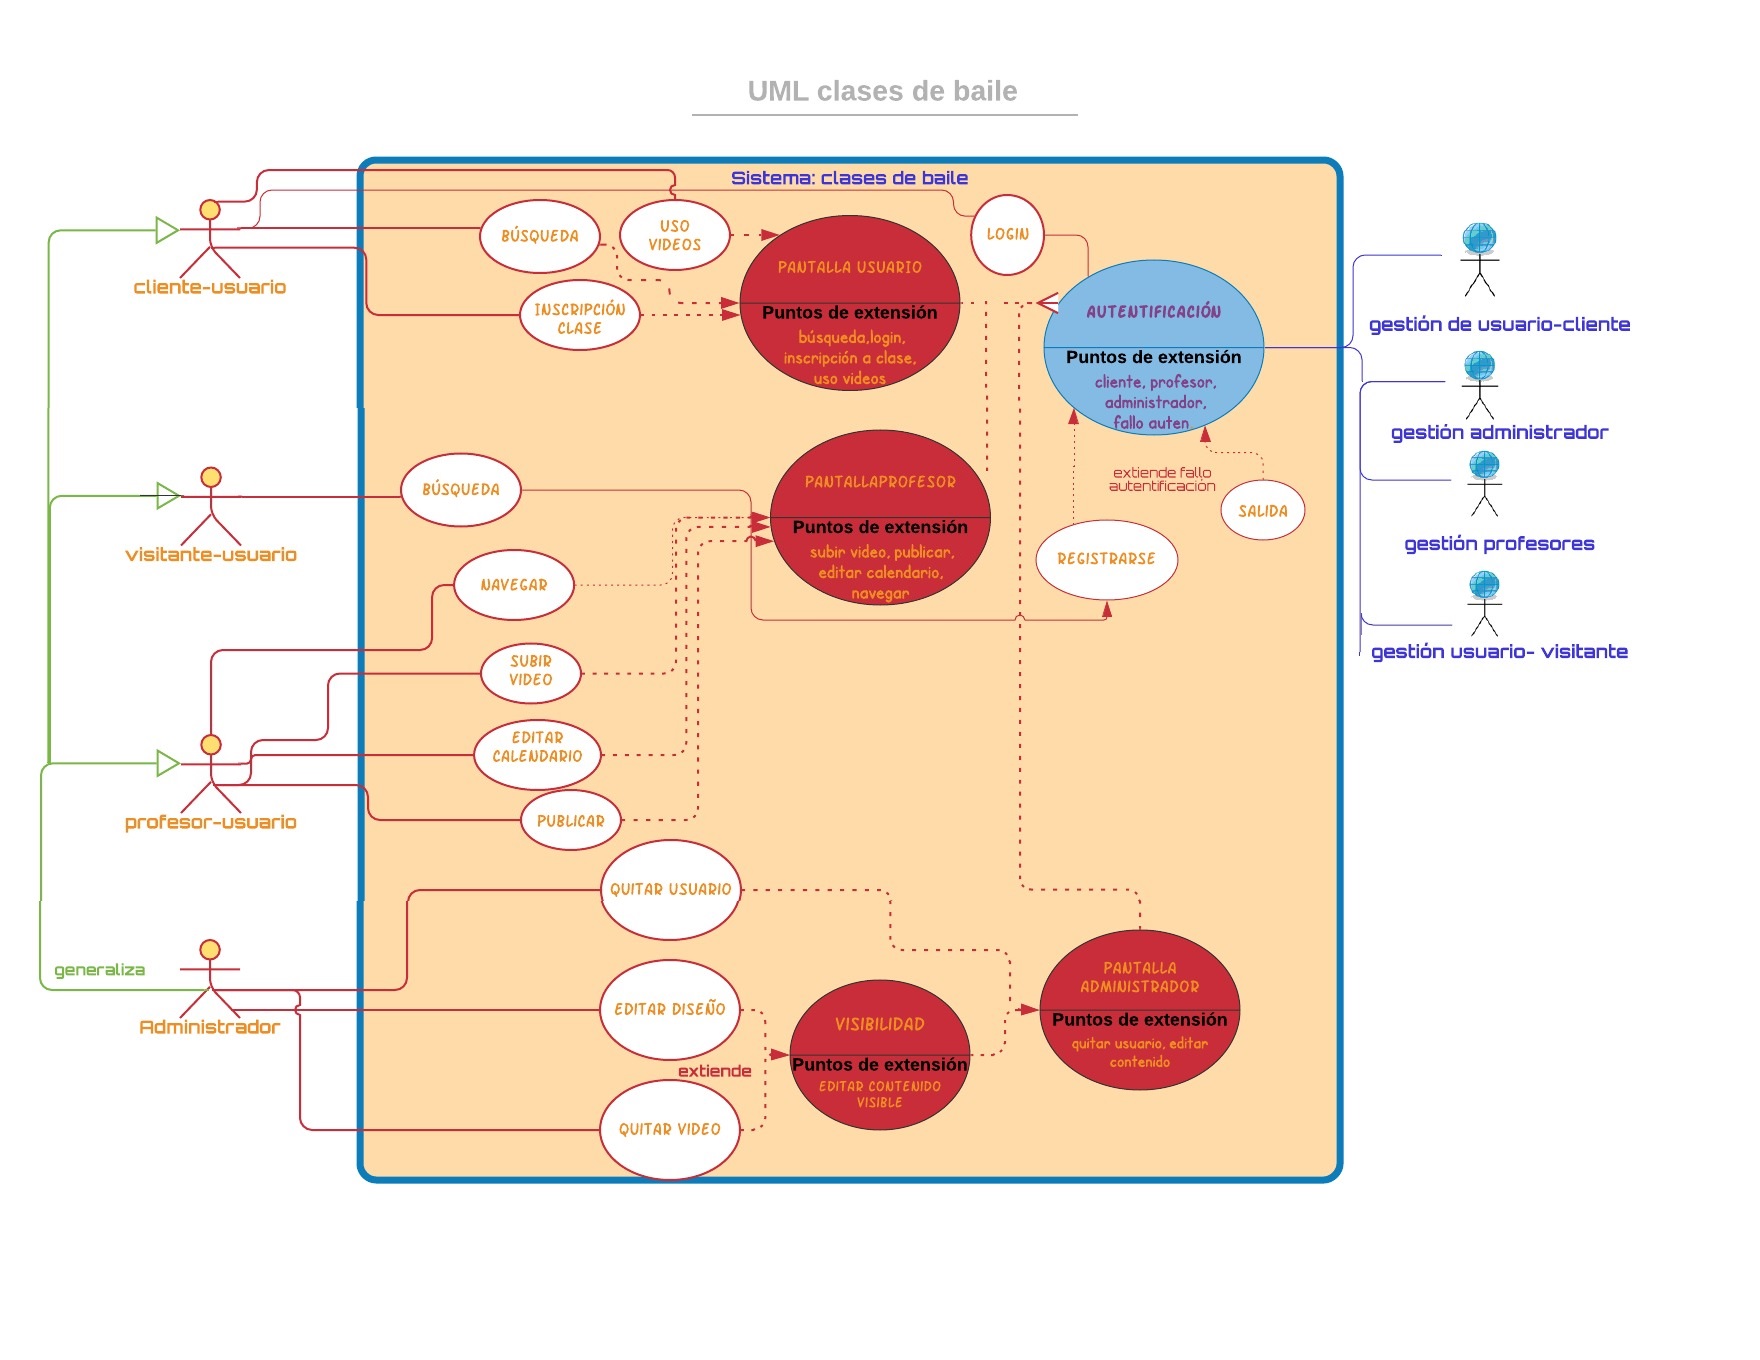 UML clases de baile
Sistema: clases de baile
cliente-usuario
BÚSQUEDA
USO
VIDEOS
INSCRIPCIÓN
CLASE
PANTALLA USUARIO
Puntos de extensión
búsqueda,login,
inscripción a clase,
uso videos
LOGIN
AUTENTIFICACIÓN
Puntos de extensión
cliente, profesor,
administrador,
fallo auten
gestión de usuario-cliente
gestión administrador
gestión profesores
gestión usuario- visitante
visitante-usuario
BÚSQUEDA
PANTALLAPROFESOR
Puntos de extensión
subir video, publicar,
editar calendario,
navegar
extiende fallo
autentificación
SALIDA
REGISTRARSE
NAVEGAR
SUBIR
VIDEO
EDITAR
CALENDARIO
PUBLICAR
profesor-usuario
QUITAR USUARIO
generaliza
Administrador
EDITAR DISEÑO
extiende
QUITAR VIDEO
VISIBILIDAD
Puntos de extensión
EDITAR CONTENIDO
VISIBLE
PANTALLA
ADMINISTRADOR
Puntos de extensión
quitar usuario, editar
contenido